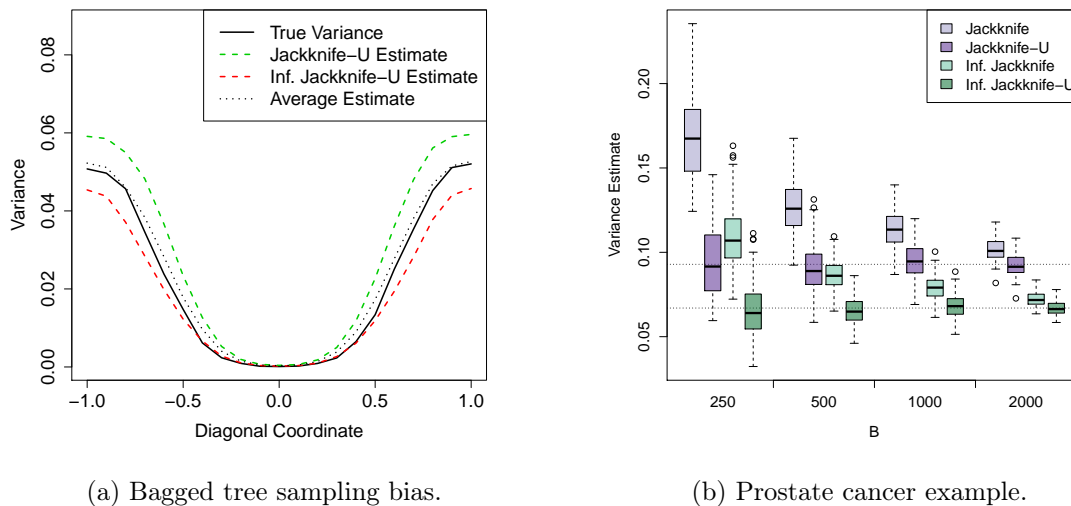 True Variance
Jackknife−U Estimate
Inf. Jackknife−U Estimate
Average Estimate
Variance
0.00 0.02 0.04 0.06 0.08
−1.0 −0.5 0.0 0.5 1.0
Diagonal Coordinate
(a) Bagged tree sampling bias.
Jackknife
Jackknife−U
Inf. Jackknife
Inf. Jackknife−U
Variance Estimate
0.05 0.10 0.15 0.20
250 500 1000 2000
B
(b) Prostate cancer example.